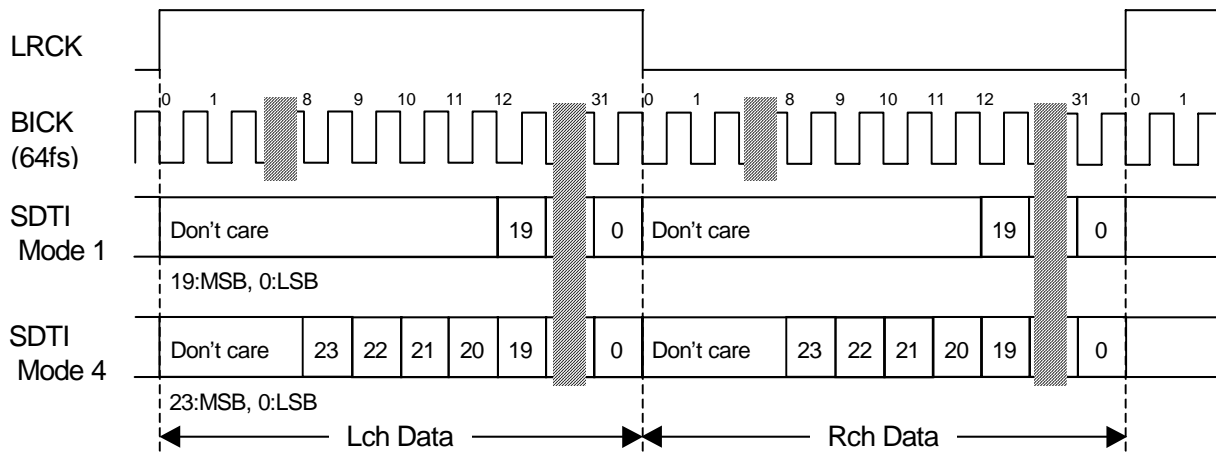 LRCK
0 1 8 9 10 11 12 31 0 1 8 9 10 11 12 31 0 1
BICK
(64fs)
SDTI
Mode 1
Don't care 19 0 Don't care 19 0
19:MSB, 0:LSB
SDTI
Mode 4
Don't care 23 22 21 20 19 0 Don't care 23 22 21 20 19 0
23:MSB, 0:LSB
Lch Data Rch Data